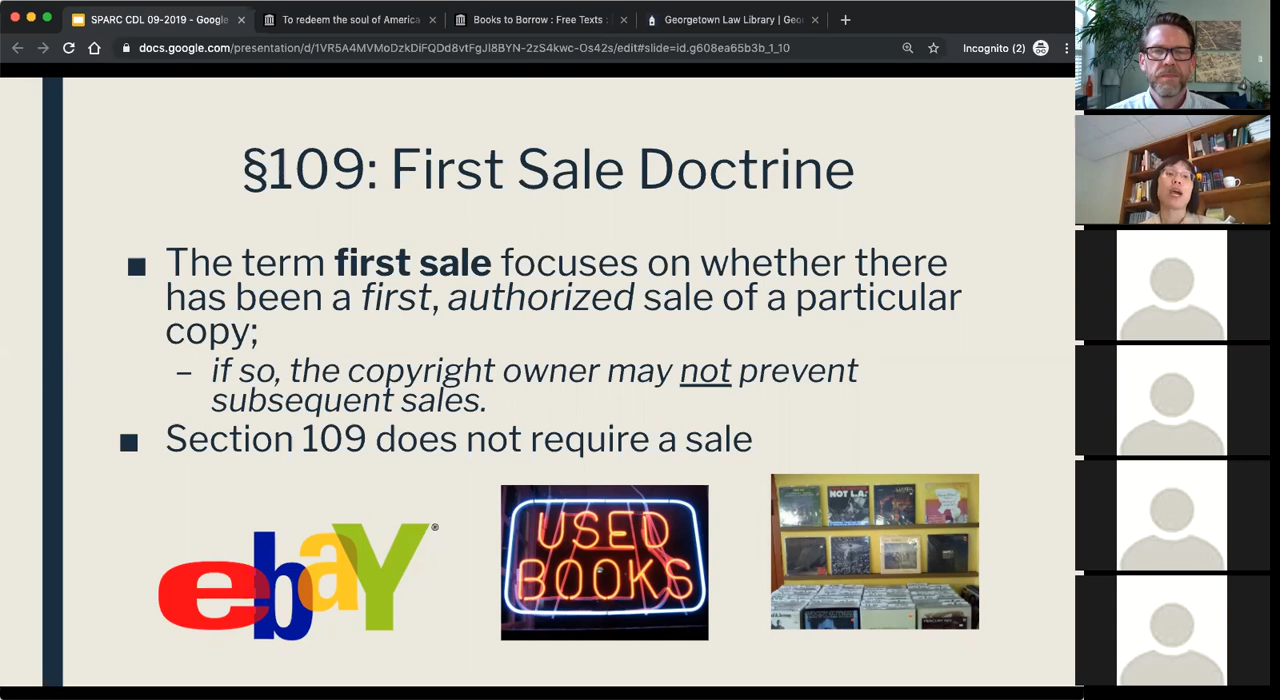 SPARC CDL 09-2019 - Google
To redeem the soul of America
Books to Borrow : Free Texts :
Georgetown Law Library | Geo
docs.google.com/presentation/d/1VR5A4MVMoDzkDiFQDd8vtFgJI8BYN-2zS4kwc-Os42s/edit#slide=id.g608ea65b3b_1_10
Incognito (2)
§109: First Sale Doctrine
The term first sale focuses on whether there
has been a first, authorized sale of a particular
copy;
– if so, the copyright owner may not prevent
subsequent sales.
Section 109 does not require a sale
ebaY®
USED
BOOKS
NOT L.A.